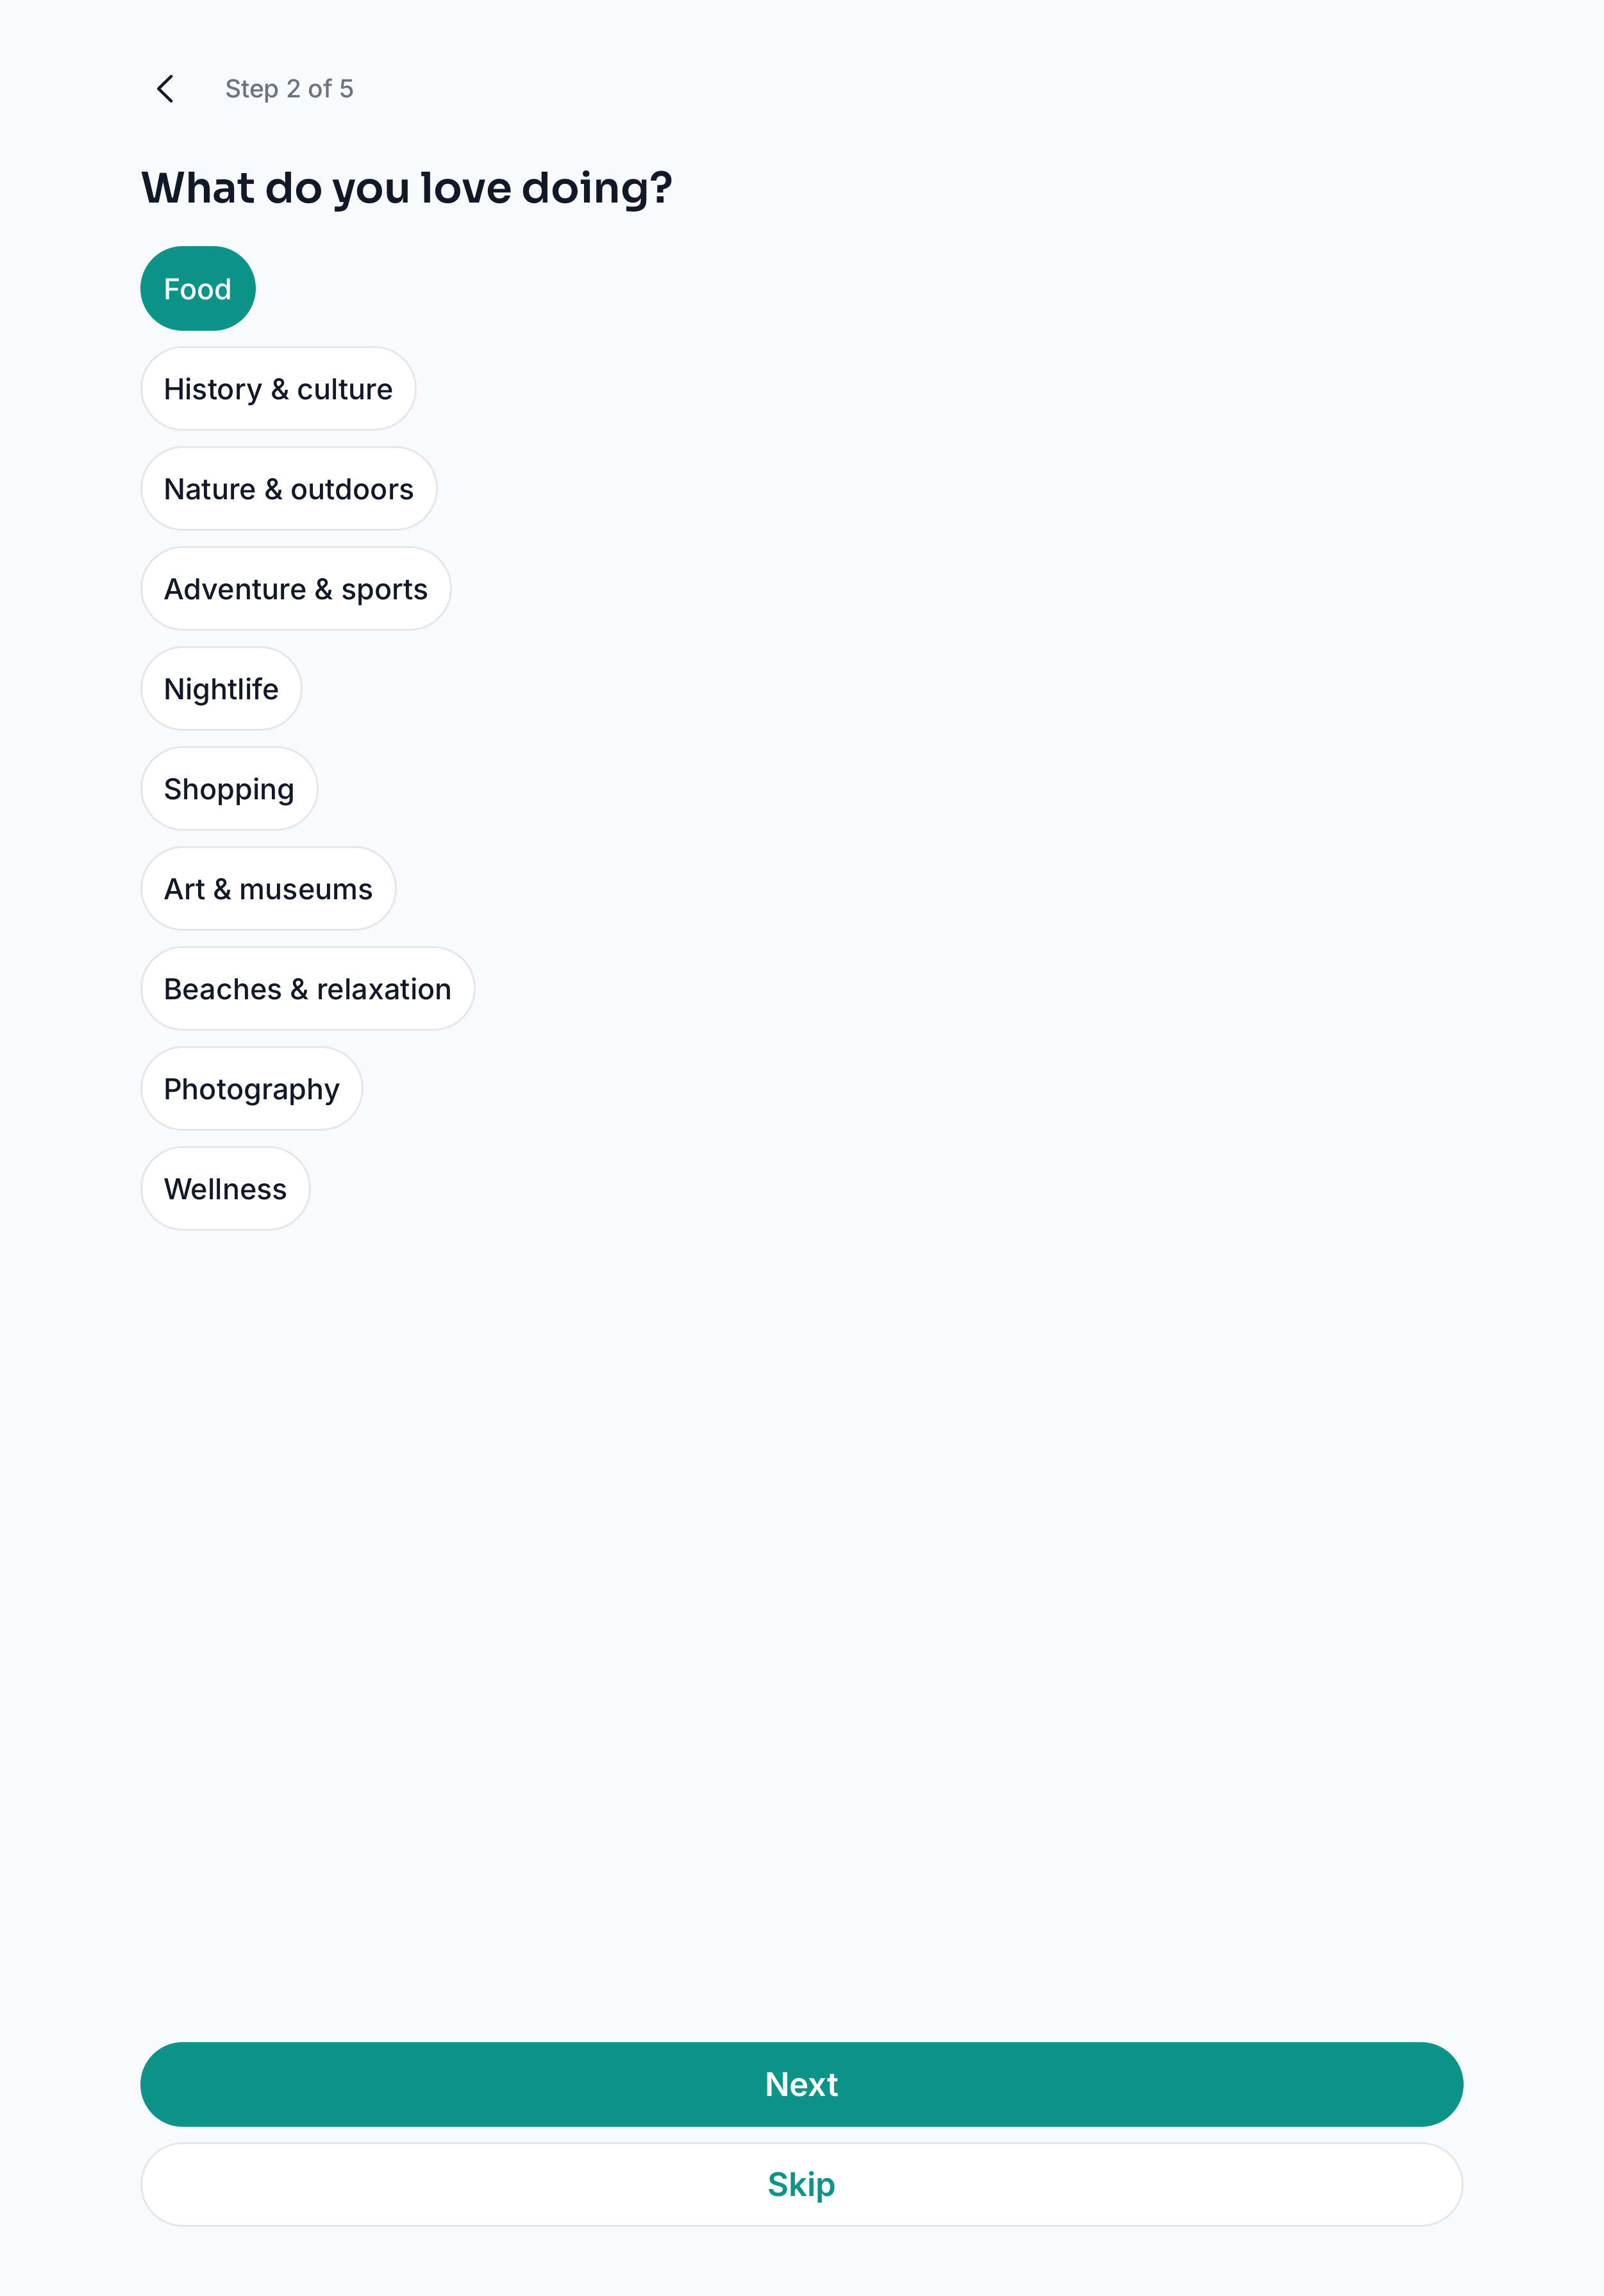 Step 2 of 5
What do you love doing?
Food
History & culture
Nature & outdoors
Adventure & sports
Nightlife
Shopping
Art & museums
Beaches & relaxation
Photography
Wellness
Next
Skip